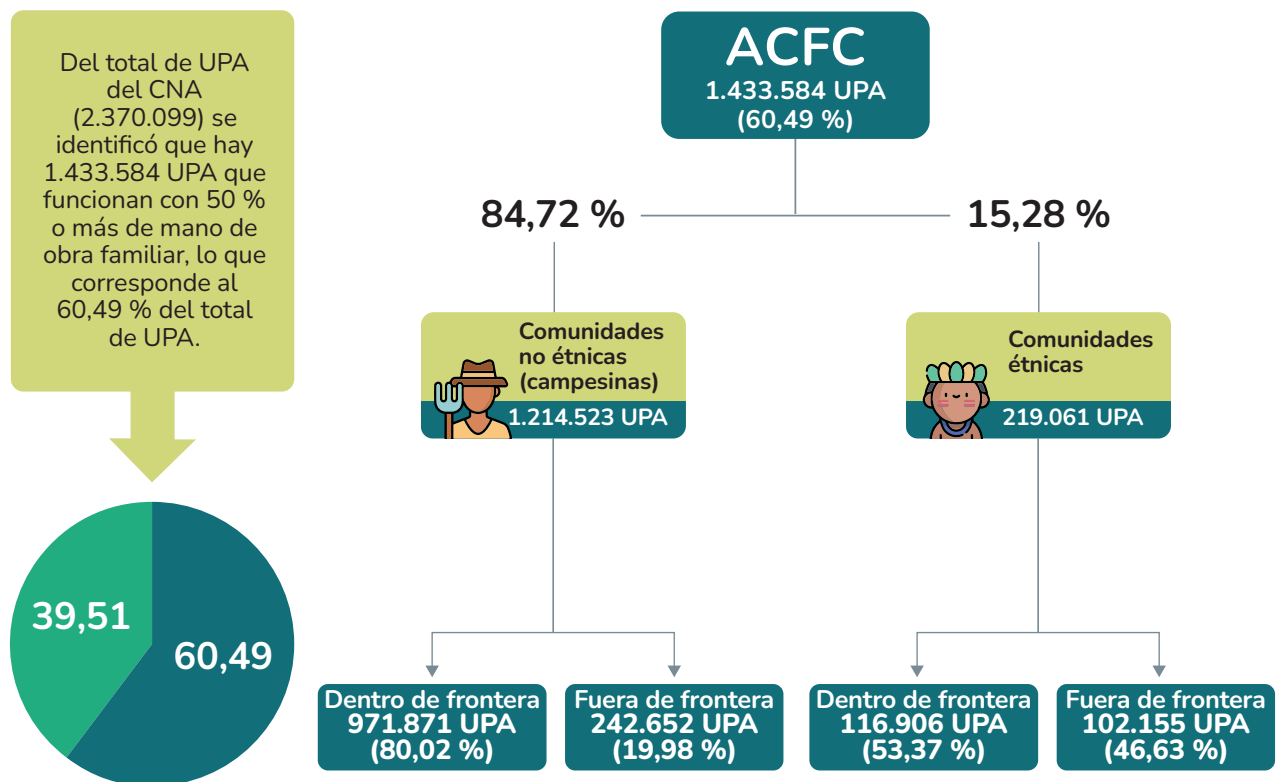 Del total de UPA
del CNA
(2.370.099) se
identificó que hay
1.433.584 UPA que
funcionan con 50 %
o más de mano de
obra familiar, lo que
corresponde al
60,49 % del total
de UPA.
39,51
60,49
ACFC
1.433.584 UPA
(60,49 %)
84,72 %
15,28 %
Comunidades
no étnicas
(campesinas)
1.214.523 UPA
Comunidades
étnicas
219.061 UPA
Dentro de frontera
971.871 UPA
(80,02 %)
Fuera de frontera
242.652 UPA
(19,98 %)
Dentro de frontera
116.906 UPA
(53,37 %)
Fuera de frontera
102.155 UPA
(46,63 %)